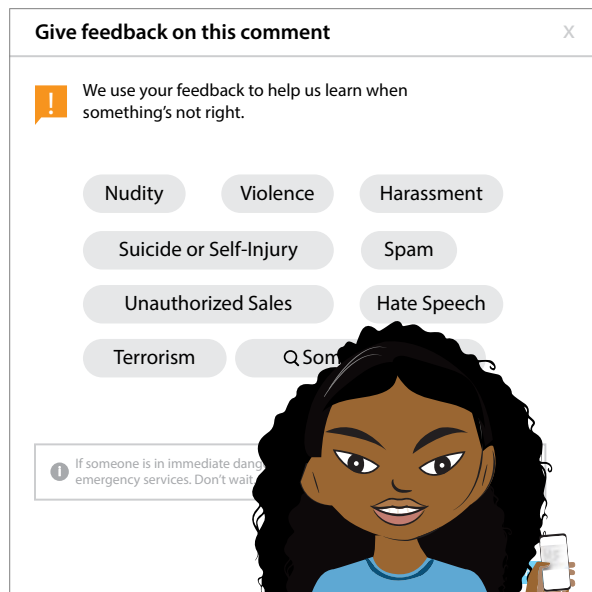 Give feedback on this comment X
We use your feedback to help us learn when
something's not right.
Nudity Violence Harassment
Suicide or Self-Injury Spam
Unauthorized Sales Hate Speech
Terrorism Som
If someone is in immediate dang
emergency services. Don't wait